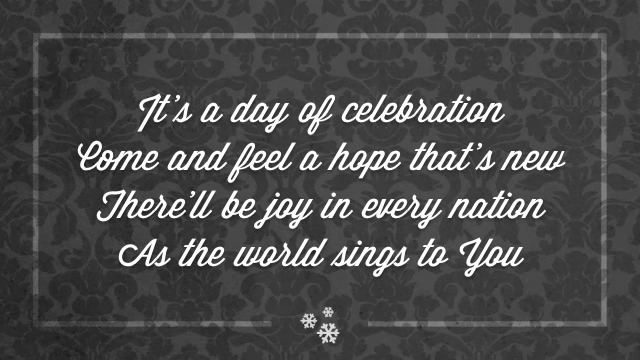 It's a day of celebration
Come and feel a hope that's new
There'll be joy in every nation
As the world sings to You